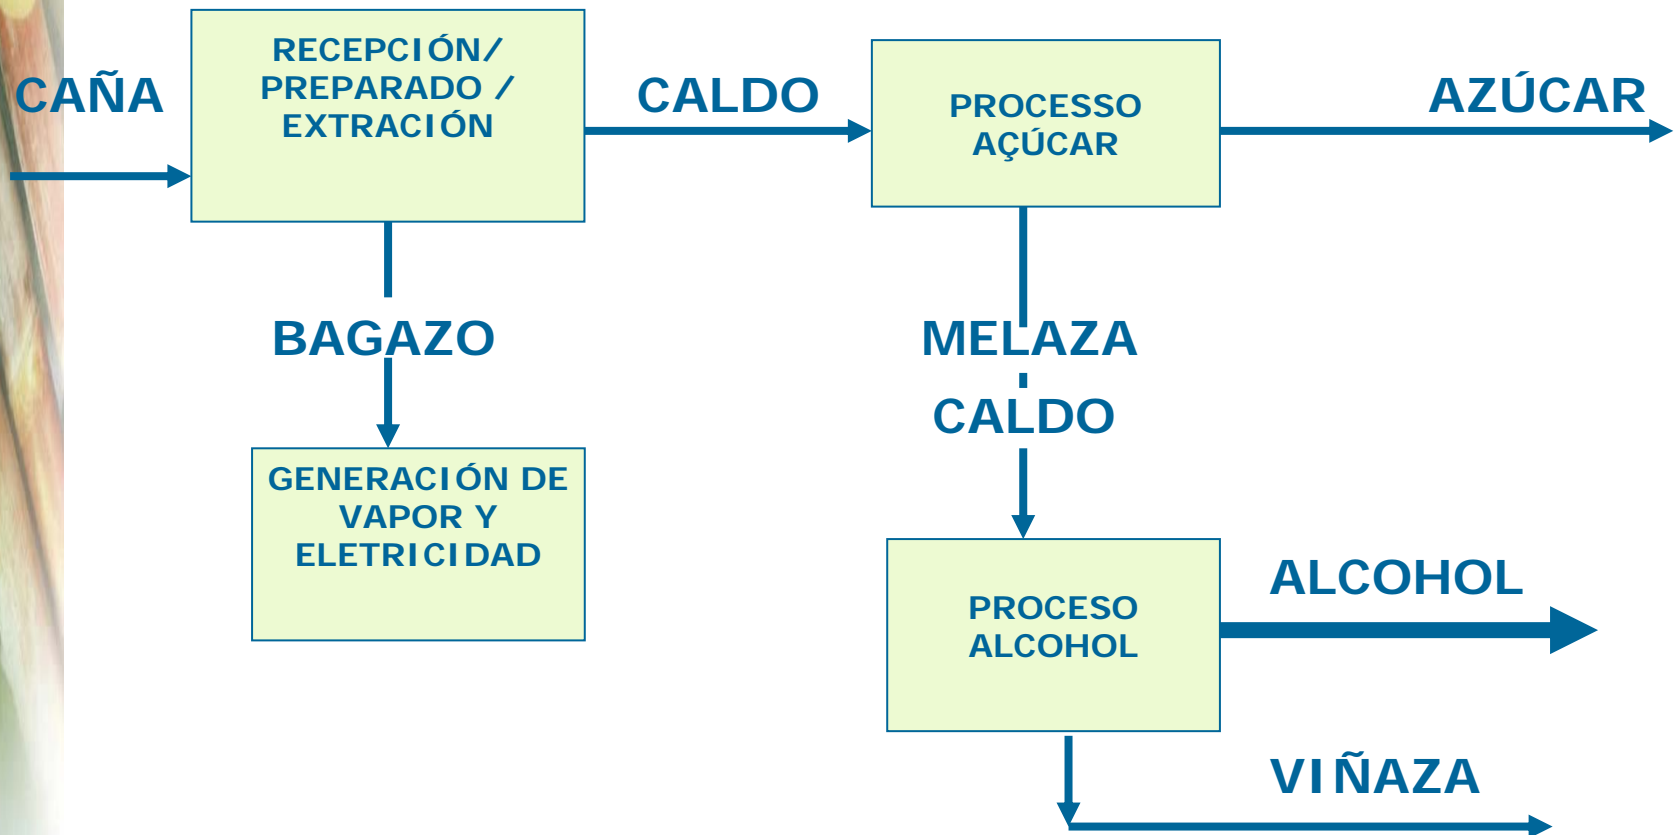 CAÑA
RECEPCIÓN/
PREPARADO /
EXTRACIÓN
CALDO
PROCESSO
AÇÚCAR
AZÚCAR
BAGAZO
MELAZA
CALDO
GENERACIÓN DE
VAPOR Y
ELETRICIDAD
PROCESO
ALCOHOL
ALCOHOL
VIÑAZA